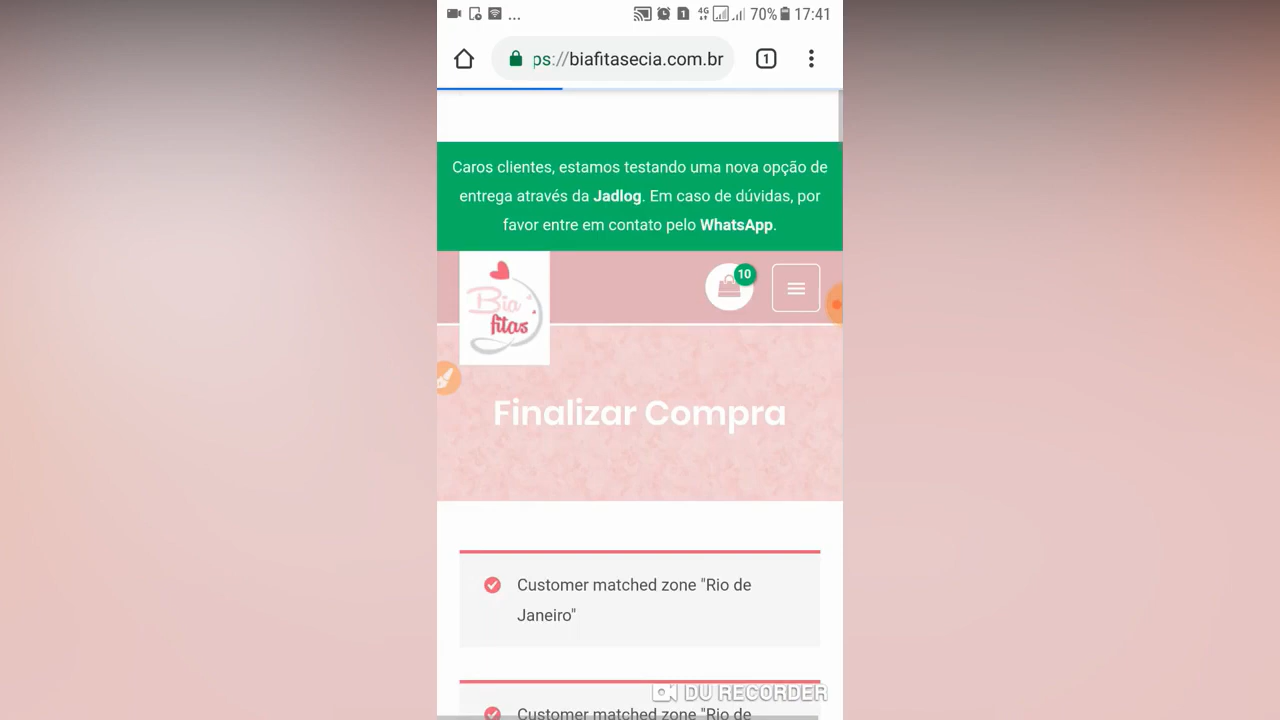 ... 1 4G 70% 17:41
ps://biafitasecia.com.br 1
Caros clientes, estamos testando uma nova opção de
entrega através da Jadlog. Em caso de dúvidas, por
favor entre em contato pelo WhatsApp.
10
Bia
fitas
Finalizar Compra
Customer matched zone "Rio de
Janeiro"
DU RECORDER
Customer matched zone "Rio de